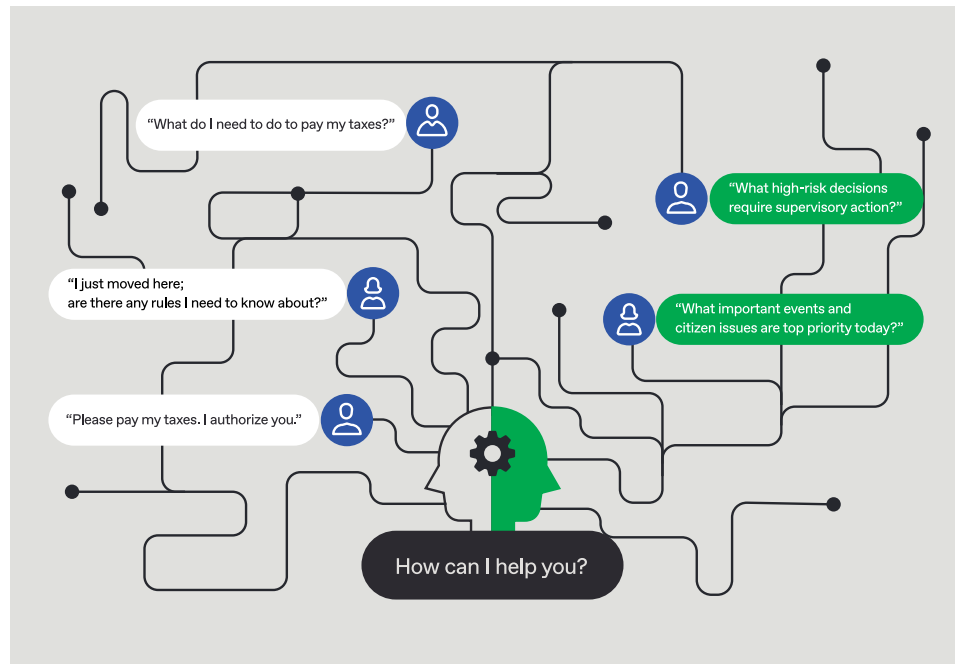 “What do I need to do to pay my taxes?”
“What high-risk decisions
require supervisory action?”
“I just moved here;
are there any rules I need to know about?”
“What important events and
citizen issues are top priority today?”
“Please pay my taxes. I authorize you.”
How can I help you?